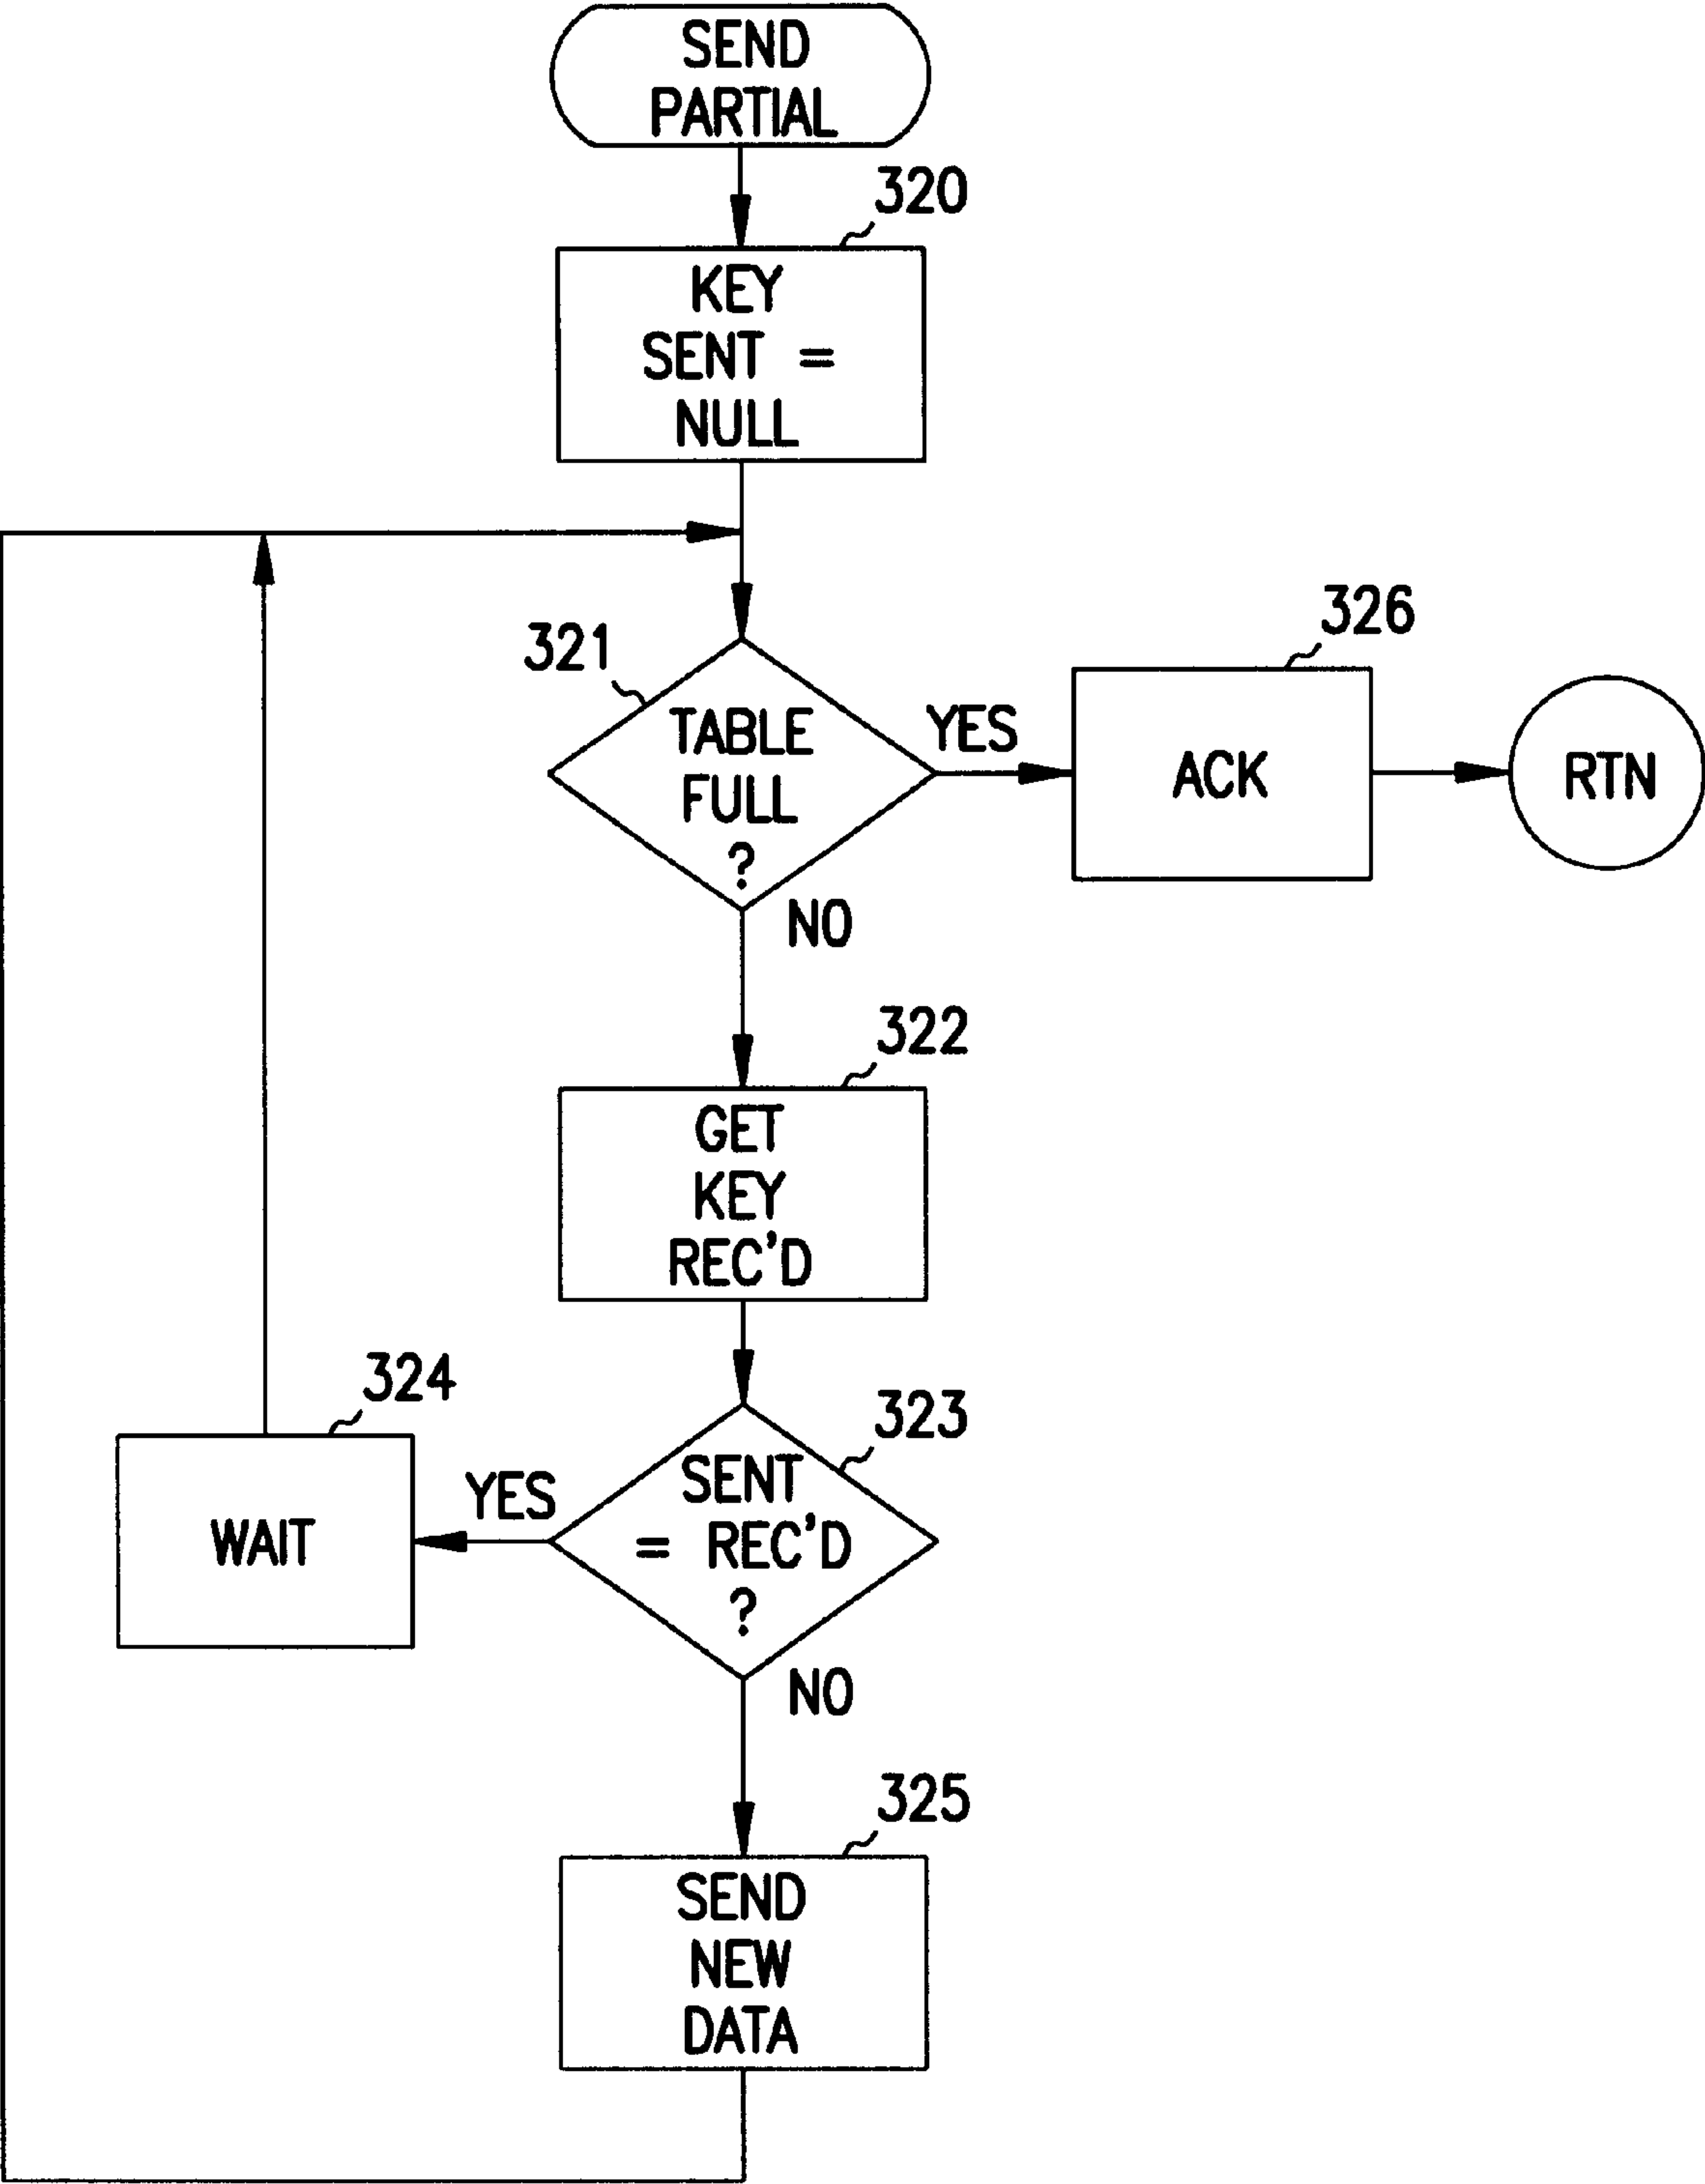 SEND
PARTIAL
320
KEY
SENT =
NULL
321
TABLE
FULL
?
YES
326
ACK
RTN
NO
322
GET
KEY
REC'D
324
WAIT
YES
323
SENT
= REC'D
?
NO
325
SEND
NEW
DATA